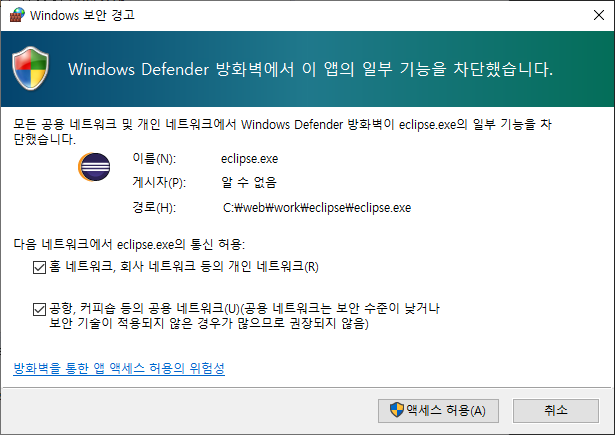 Windows 보안 경고
Windows Defender 방화벽에서 이 앱의 일부 기능을 차단했습니다.
모든 공용 네트워크 및 개인 네트워크에서 Windows Defender 방화벽이 eclipse.exe의 일부 기능을 차
단했습니다.
이름(N): eclipse.exe
게시자(P): 알 수 없음
경로(H): C:₩web₩work₩eclipse₩eclipse.exe
다음 네트워크에서 eclipse.exe의 통신 허용:
홈 네트워크, 회사 네트워크 등의 개인 네트워크(R)
공항, 커피숍 등의 공용 네트워크(U)(공용 네트워크는 보안 수준이 낮거나
보안 기술이 적용되지 않은 경우가 많으므로 권장되지 않음)
방화벽을 통한 앱 액세스 허용의 위험성
액세스 허용(A) 취소